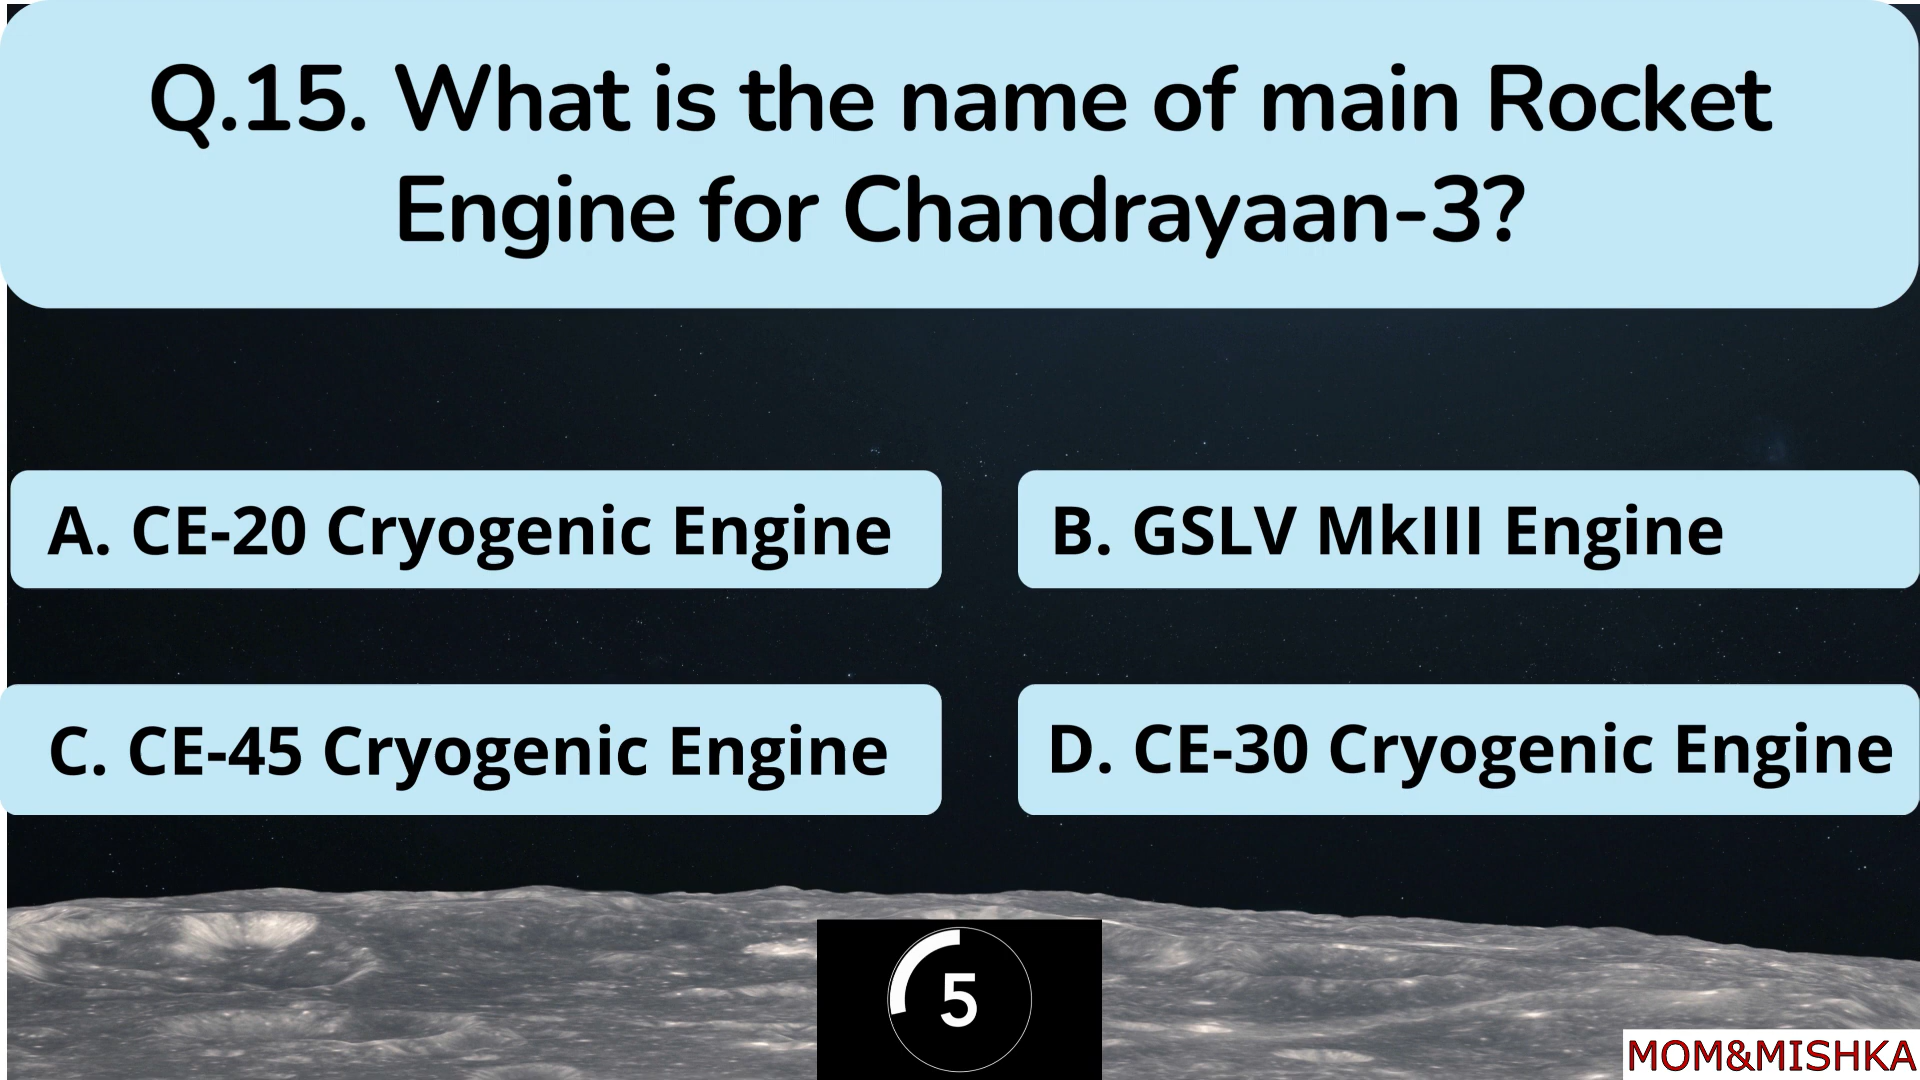 Q.15. What is the name of main Rocket
Engine for Chandrayaan-3?
A. CE-20 Cryogenic Engine
B. GSLV MkIII Engine
C. CE-45 Cryogenic Engine
D. CE-30 Cryogenic Engine
5
MOM&MISHKA